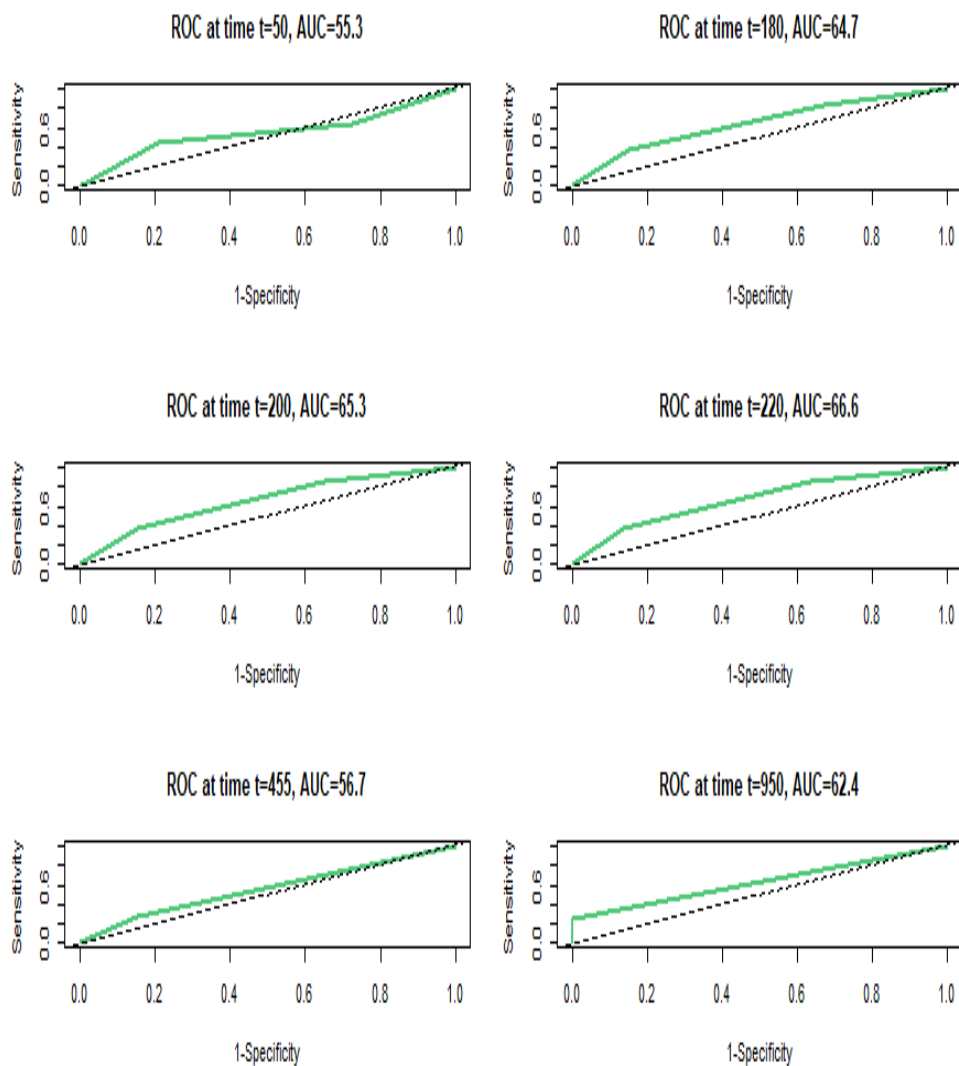 ROC at time t=50, AUC=55.3
Sensitivity
0.0 0.6
0.0 0.2 0.4 0.6 0.8 1.0
1-Specificity
ROC at time t=180, AUC=64.7
Sensitivity
0.0 0.6
0.0 0.2 0.4 0.6 0.8 1.0
1-Specificity
ROC at time t=200, AUC=65.3
Sensitivity
0.0 0.6
0.0 0.2 0.4 0.6 0.8 1.0
1-Specificity
ROC at time t=220, AUC=66.6
Sensitivity
0.0 0.6
0.0 0.2 0.4 0.6 0.8 1.0
1-Specificity
ROC at time t=455, AUC=56.7
Sensitivity
0.0 0.6
0.0 0.2 0.4 0.6 0.8 1.0
1-Specificity
ROC at time t=950, AUC=62.4
Sensitivity
0.0 0.6
0.0 0.2 0.4 0.6 0.8 1.0
1-Specificity